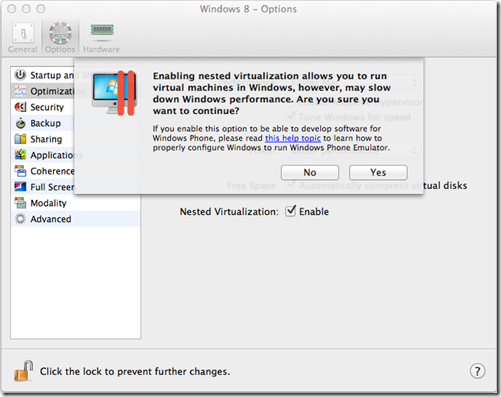 Windows 8 – Options
General
Options
Hardware
Startup and
Optimizatio
Security
Backup
Sharing
Applications
Coherence
Full Screen
Modality
Advanced
Enabling nested virtualization allows you to run
virtual machines in Windows, however, may slow
down Windows performance. Are you sure you
want to continue?
If you enable this option to be able to develop software for
Windows Phone, please read this help topic to learn how to
properly configure Windows to run Windows Phone Emulator.
No
Yes
hypervisor
Tune Windows for speed
Free Space:
Automatically compress virtual disks
Nested Virtualization:
Enable
Click the lock to prevent further changes.
?